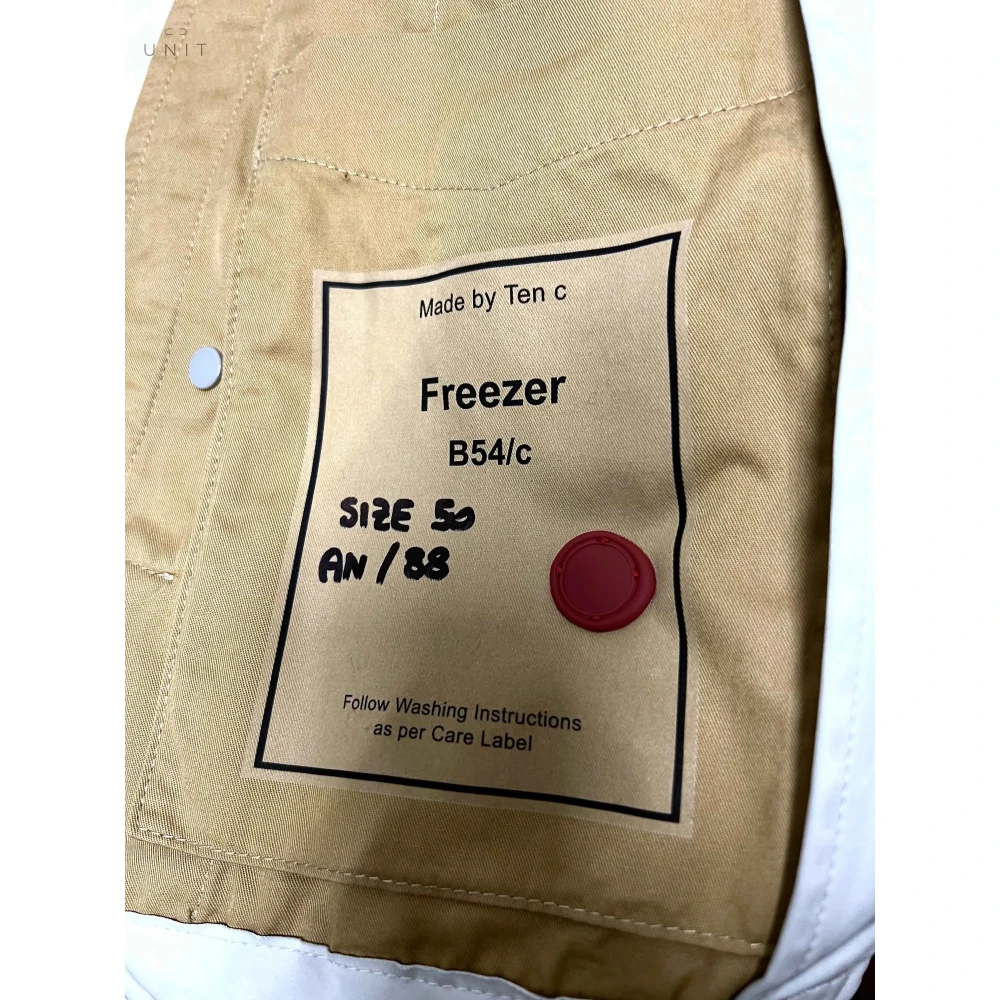 UNIT
Made by Ten c
Freezer
B54/c
SIZE 50
AN / 88
Follow Washing Instructions
as per Care Label